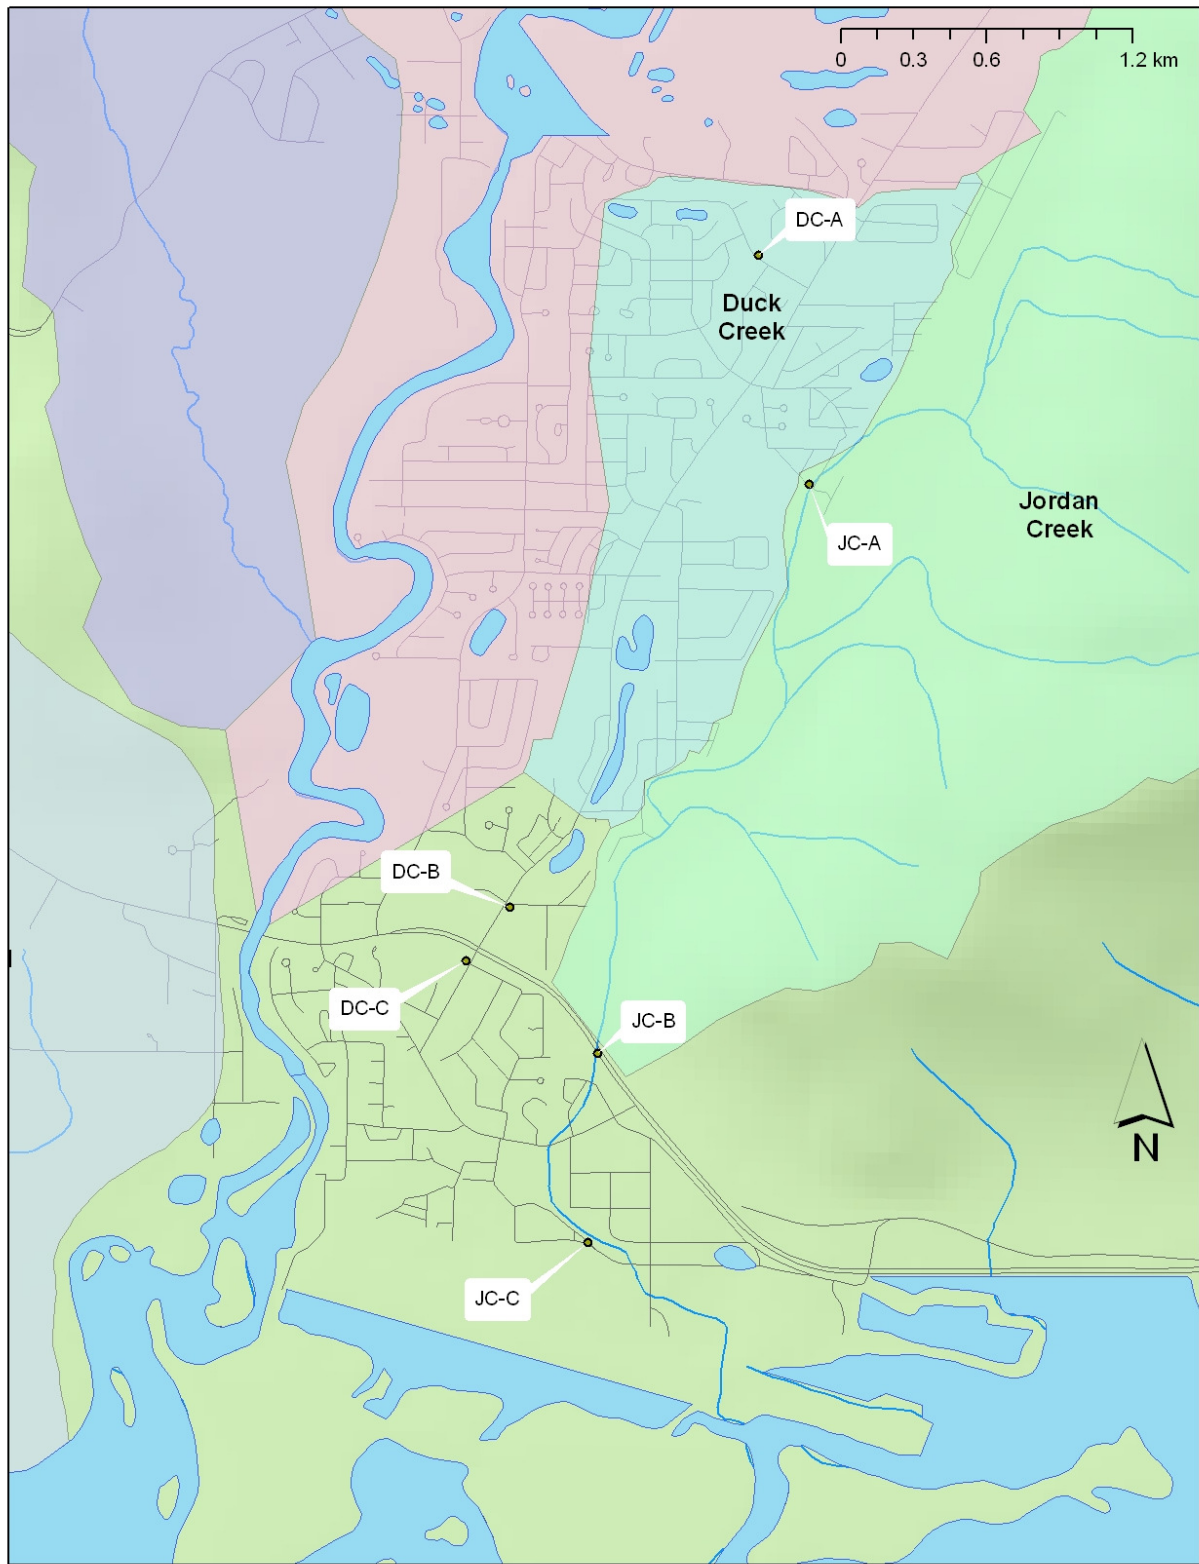 0 0.3 0.6 1.2 km
DC-A
Duck
Creek
Jordan
Creek
JC-A
DC-B
DC-C
JC-B
N
JC-C